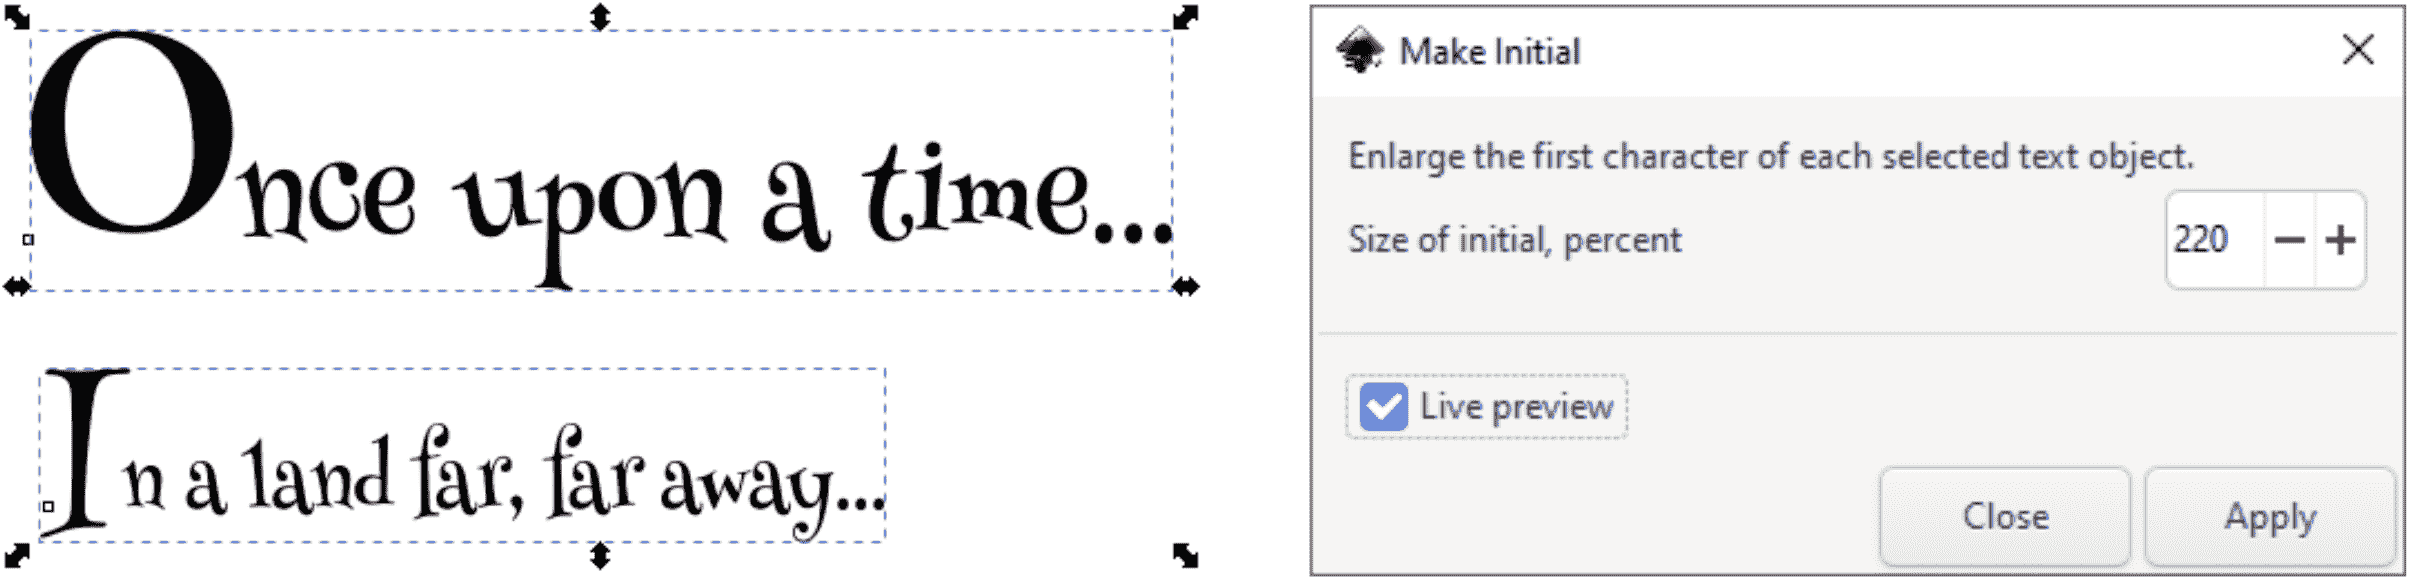 Once upon a time...
In a land far, far away...
Make Initial
Enlarge the first character of each selected text object.
Size of initial, percent 220
Live preview
Close Apply